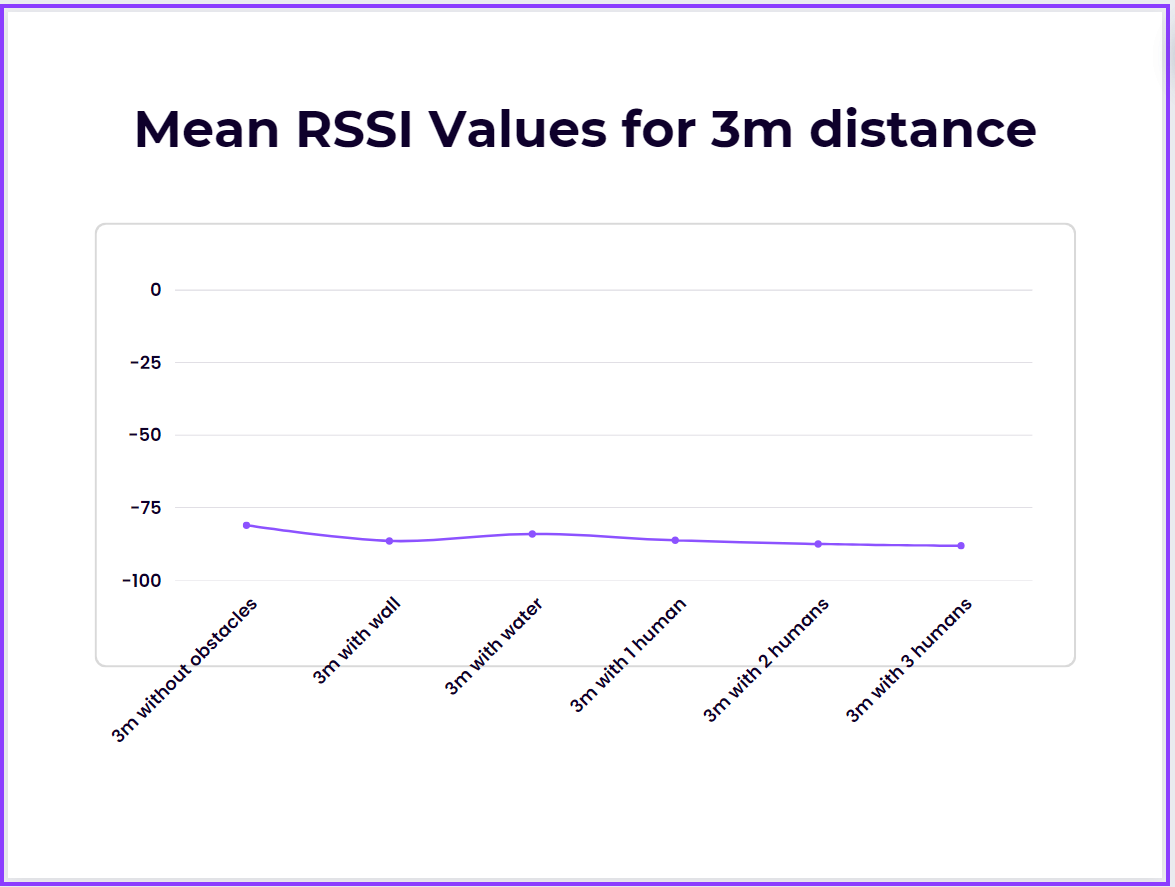 Mean RSSI Values for 3m distance
0
-25
-50
-75
-100
3m without obstacles
3m with wall
3m with water
3m with 1 human
3m with 2 humans
3m with 3 humans